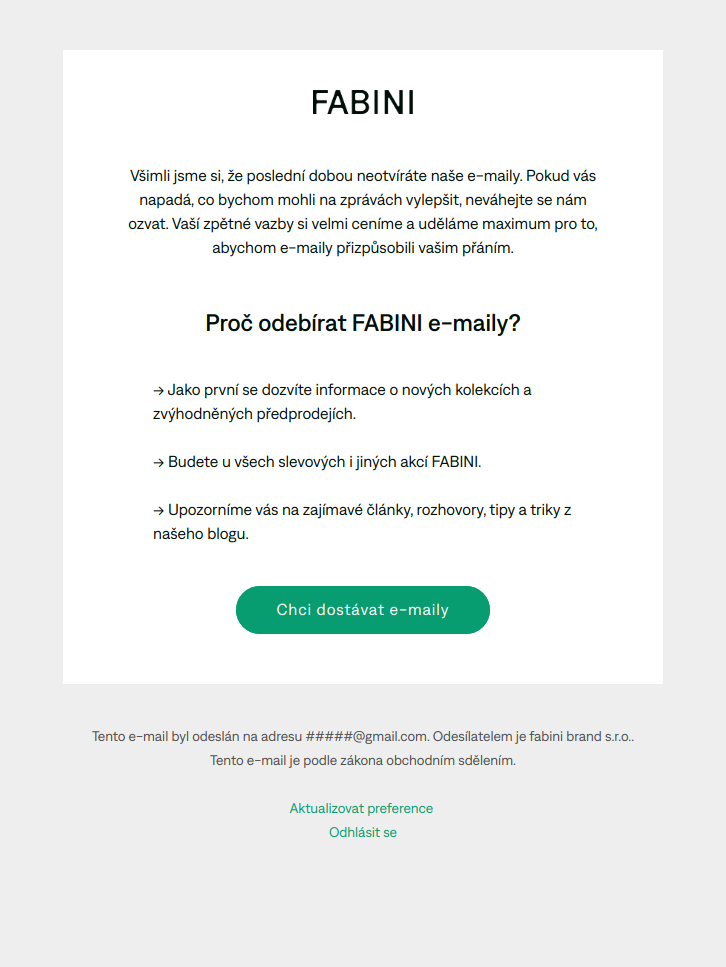 FABINI
Všimli jsme si, že poslední dobou neotvíráte naše e-maily. Pokud vás
napadá, co bychom mohli na zprávách vylepšit, neváhejte se nám
ozvat. Vaší zpětné vazby si velmi ceníme a uděláme maximum pro to,
abychom e-maily přizpůsobili vašim přáním.
Proč odebírat FABINI e-maily?
→ Jako první se dozvíte informace o nových kolekcích a
zvýhodněných předprodejích.
→ Budete u všech slevových i jiných akcí FABINI.
→ Upozorníme vás na zajímavé články, rozhovory, tipy a triky z
našeho blogu.
Chci dostávat e-maily
Tento e-mail byl odeslán na adresu #####@gmail.com. Odesílatelem je fabini brand s.r.o..
Tento e-mail je podle zákona obchodním sdělením.
Aktualizovat preference
Odhlásit se